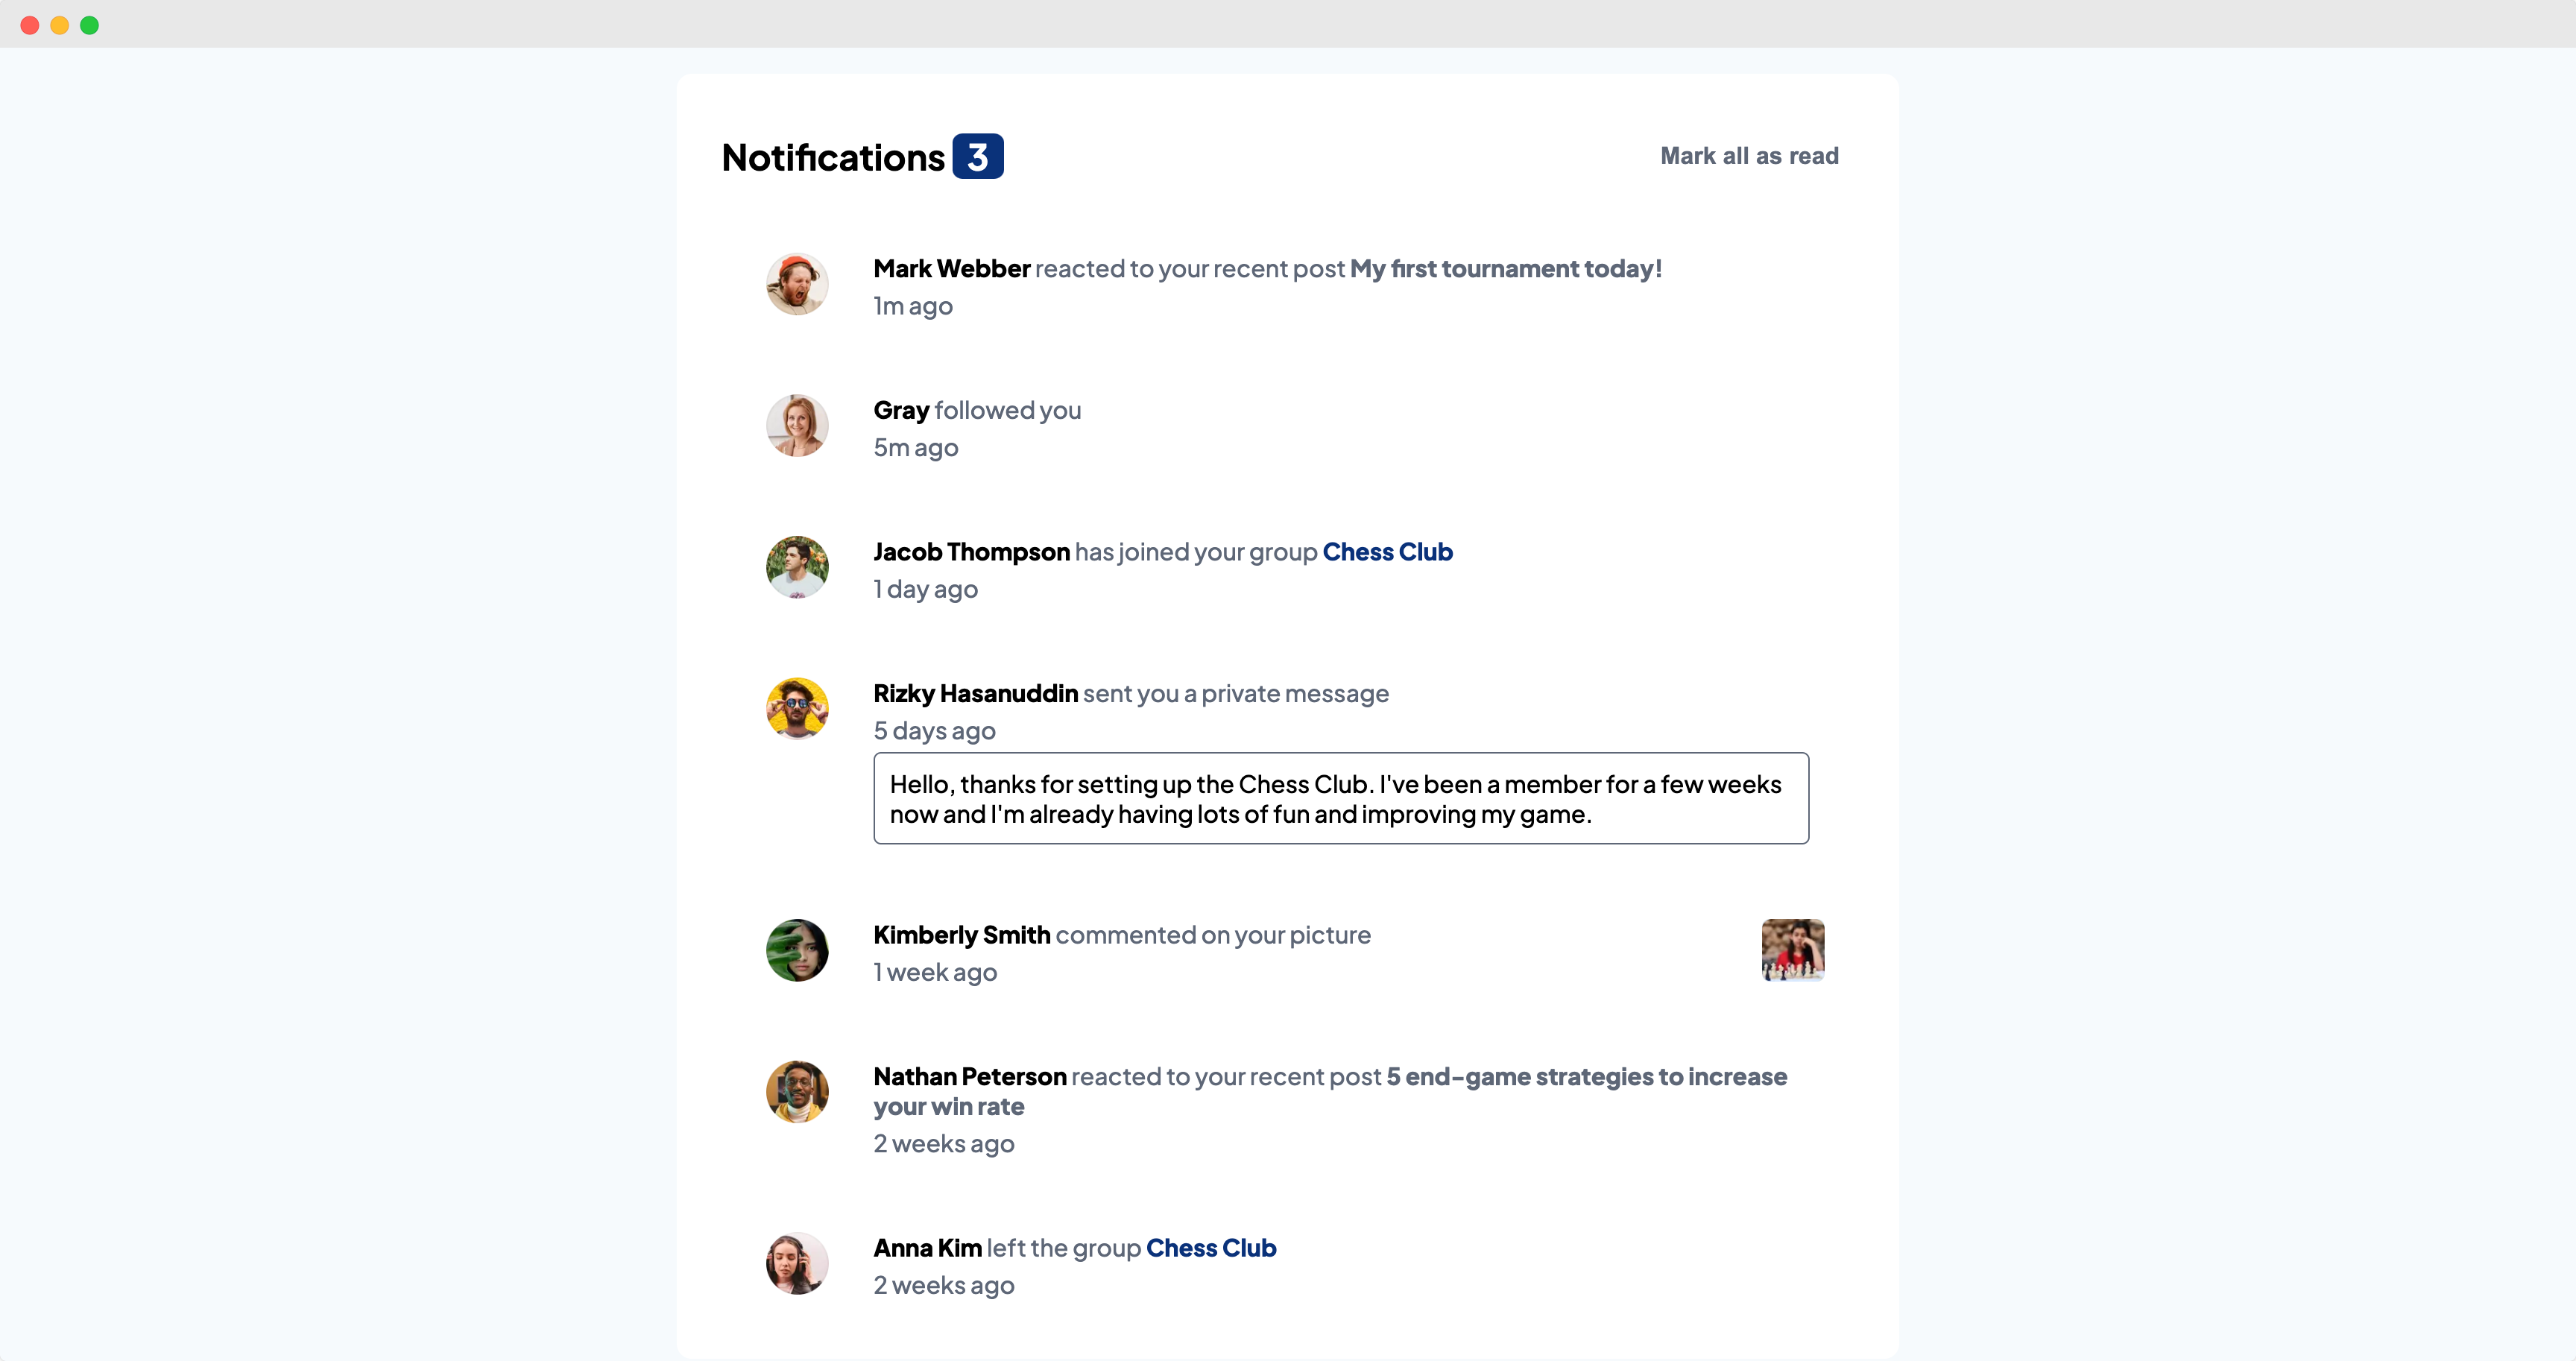 Notifications 3
Mark all as read
Mark Webber reacted to your recent post My first tournament today!
1m ago
Gray followed you
5m ago
Jacob Thompson has joined your group Chess Club
1 day ago
Rizky Hasanuddin sent you a private message
5 days ago
Hello, thanks for setting up the Chess Club. I've been a member for a few weeks
now and I'm already having lots of fun and improving my game.
Kimberly Smith commented on your picture
1 week ago
Nathan Peterson reacted to your recent post 5 end-game strategies to increase
your win rate
2 weeks ago
Anna Kim left the group Chess Club
2 weeks ago